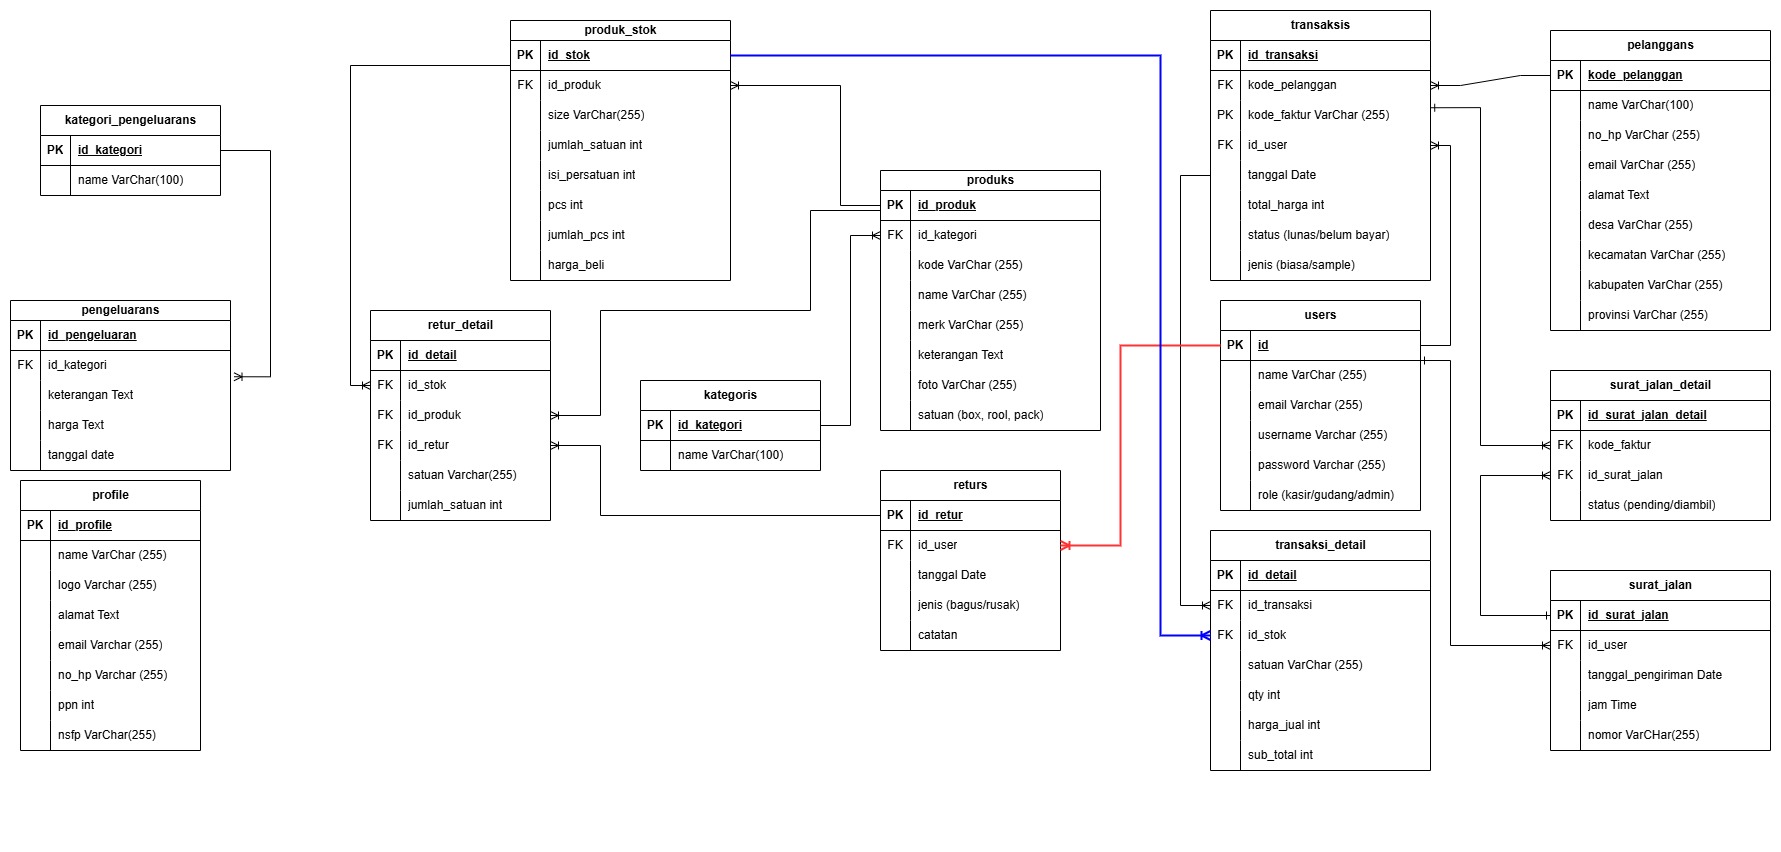 kategori_pengeluarans
PK id_kategori
name VarChar(100)
pengeluarans
PK id_pengeluaran
FK id_kategori
keterangan Text
harga Text
tanggal date
profile
PK id_profile
name VarChar (255)
logo Varchar (255)
alamat Text
email Varchar (255)
no_hp Varchar (255)
ppn int
nsfp VarChar(255)
produk_stok
PK id_stok
FK id_produk
size VarChar(255)
jumlah_satuan int
isi_persatuan int
pcs int
jumlah_pcs int
harga_beli
retur_detail
PK id_detail
FK id_stok
FK id_produk
FK id_retur
satuan Varchar(255)
jumlah_satuan int
kategoris
PK id_kategori
name VarChar(100)
produks
PK id_produk
FK id_kategori
kode VarChar (255)
name VarChar (255)
merk VarChar (255)
keterangan Text
foto VarChar (255)
satuan (box, rool, pack)
returs
PK id_retur
FK id_user
tanggal Date
jenis (bagus/rusak)
catatan
transaksis
PK id_transaksi
FK kode_pelanggan
PK kode_faktur VarChar (255)
FK id_user
tanggal Date
total_harga int
status (lunas/belum bayar)
jenis (biasa/sample)
users
PK id
name VarChar (255)
email Varchar (255)
username Varchar (255)
password Varchar (255)
role (kasir/gudang/admin)
transaksi_detail
PK id_detail
FK id_transaksi
FK id_stok
satuan VarChar (255)
qty int
harga_jual int
sub_total int
pelanggans
PK kode_pelanggan
name VarChar(100)
no_hp VarChar (255)
email VarChar (255)
alamat Text
desa VarChar (255)
kecamatan VarChar (255)
kabupaten VarChar (255)
provinsi VarChar (255)
surat_jalan_detail
PK id_surat_jalan_detail
FK kode_faktur
FK id_surat_jalan
status (pending/diambil)
surat_jalan
PK id_surat_jalan
FK id_user
tanggal_pengiriman Date
jam Time
nomor VarCHar(255)